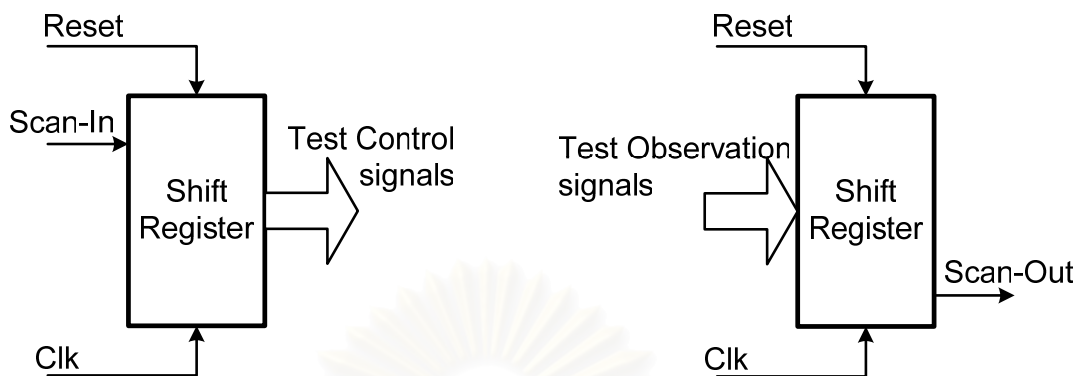 Reset
Scan-In
Shift
Register
Test Control
signals
Clk
Reset
Test Observation
signals
Shift
Register
Scan-Out
Clk